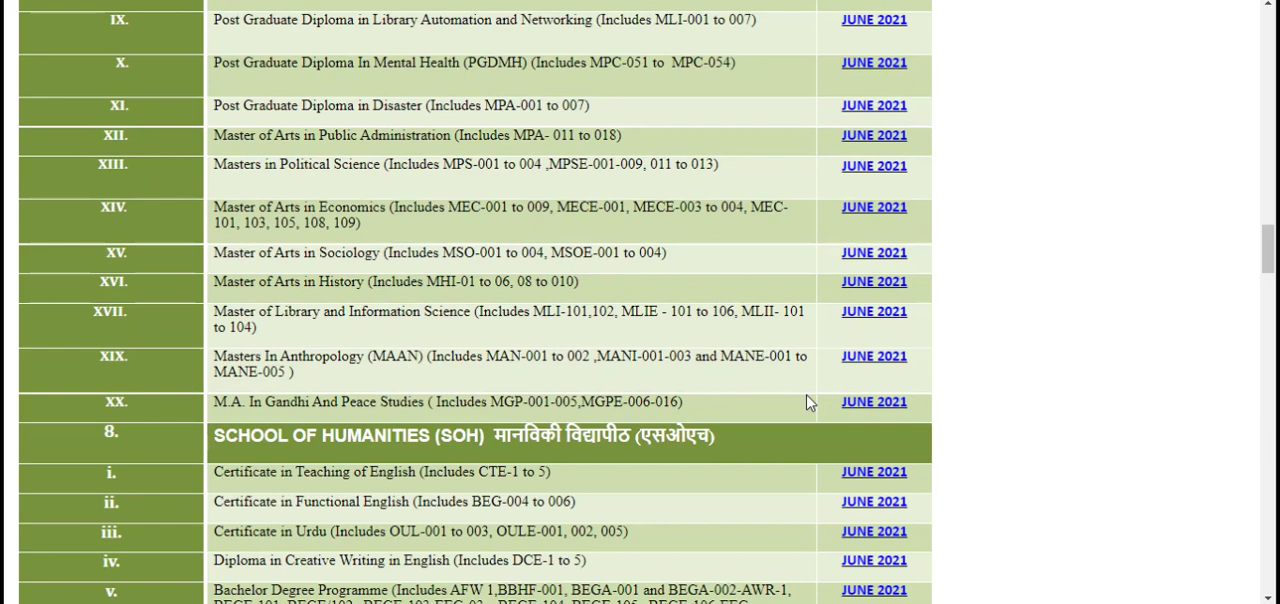 IX. Post Graduate Diploma in Library Automation and Networking (Includes MLI-001 to 007) JUNE 2021
X. Post Graduate Diploma In Mental Health (PGDMH) (Includes MPC-051 to MPC-054) JUNE 2021
XI. Post Graduate Diploma in Disaster (Includes MPA-001 to 007) JUNE 2021
XII. Master of Arts in Public Administration (Includes MPA- 011 to 018) JUNE 2021
XIII. Masters in Political Science (Includes MPS-001 to 004 ,MPSE-001-009, 011 to 013) JUNE 2021
XIV. Master of Arts in Economics (Includes MEC-001 to 009, MECE-001, MECE-003 to 004, MEC- JUNE 2021
101, 103, 105, 108, 109)
XV. Master of Arts in Sociology (Includes MSO-001 to 004, MSOE-001 to 004) JUNE 2021
XVI. Master of Arts in History (Includes MHI-01 to 06, 08 to 010) JUNE 2021
XVII. Master of Library and Information Science (Includes MLI-101,102, MLIE - 101 to 106, MLII- 101 JUNE 2021
to 104)
XIX. Masters In Anthropology (MAAN) (Includes MAN-001 to 002 ,MANI-001-003 and MANE-001 to JUNE 2021
MANE-005 )
XX. M.A. In Gandhi And Peace Studies ( Includes MGP-001-005,MGPE-006-016) JUNE 2021
8. SCHOOL OF HUMANITIES (SOH) मानविकी विद्यापीठ (एसओएच)
i. Certificate in Teaching of English (Includes CTE-1 to 5) JUNE 2021
ii. Certificate in Functional English (Includes BEG-004 to 006) JUNE 2021
iii. Certificate in Urdu (Includes OUL-001 to 003, OULE-001, 002, 005) JUNE 2021
iv. Diploma in Creative Writing in English (Includes DCE-1 to 5) JUNE 2021
v. Bachelor Degree Programme (Includes AFW 1,BBHF-001, BEGA-001 and BEGA-002-AWR-1, JUNE 2021